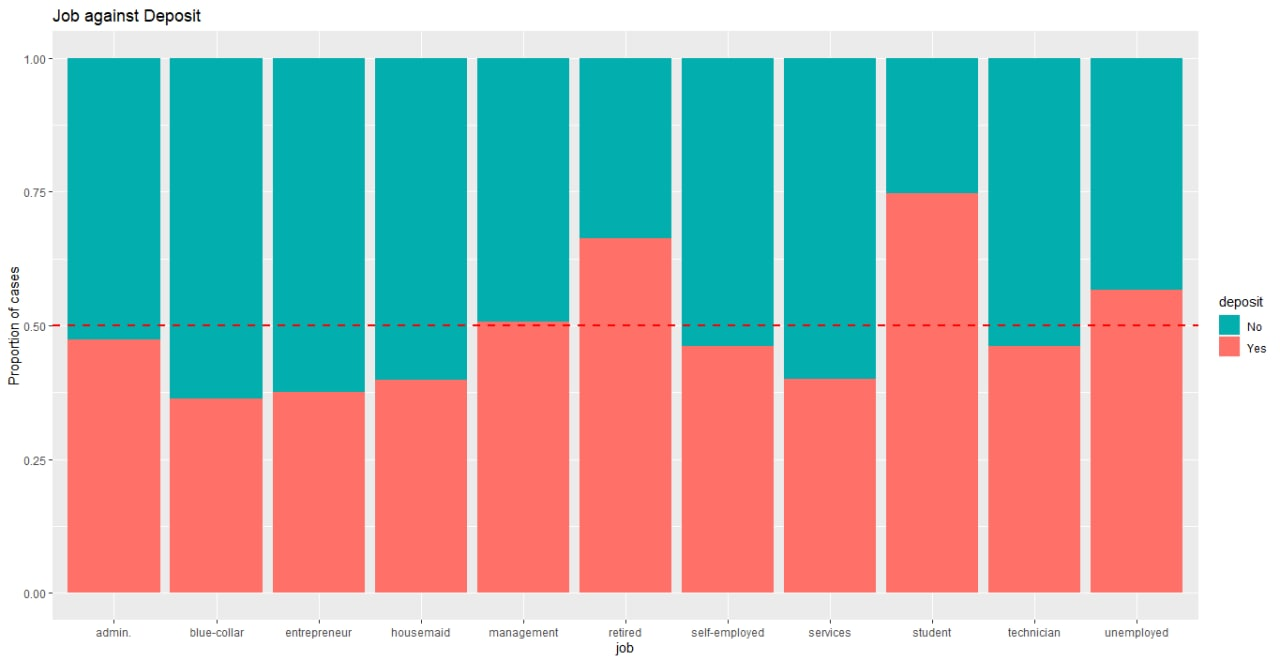 Job against Deposit
Proportion of cases
1.00
0.75
0.50
0.25
0.00
admin. blue-collar entrepreneur housemaid management retired self-employed services student technician unemployed
job
deposit
No
Yes